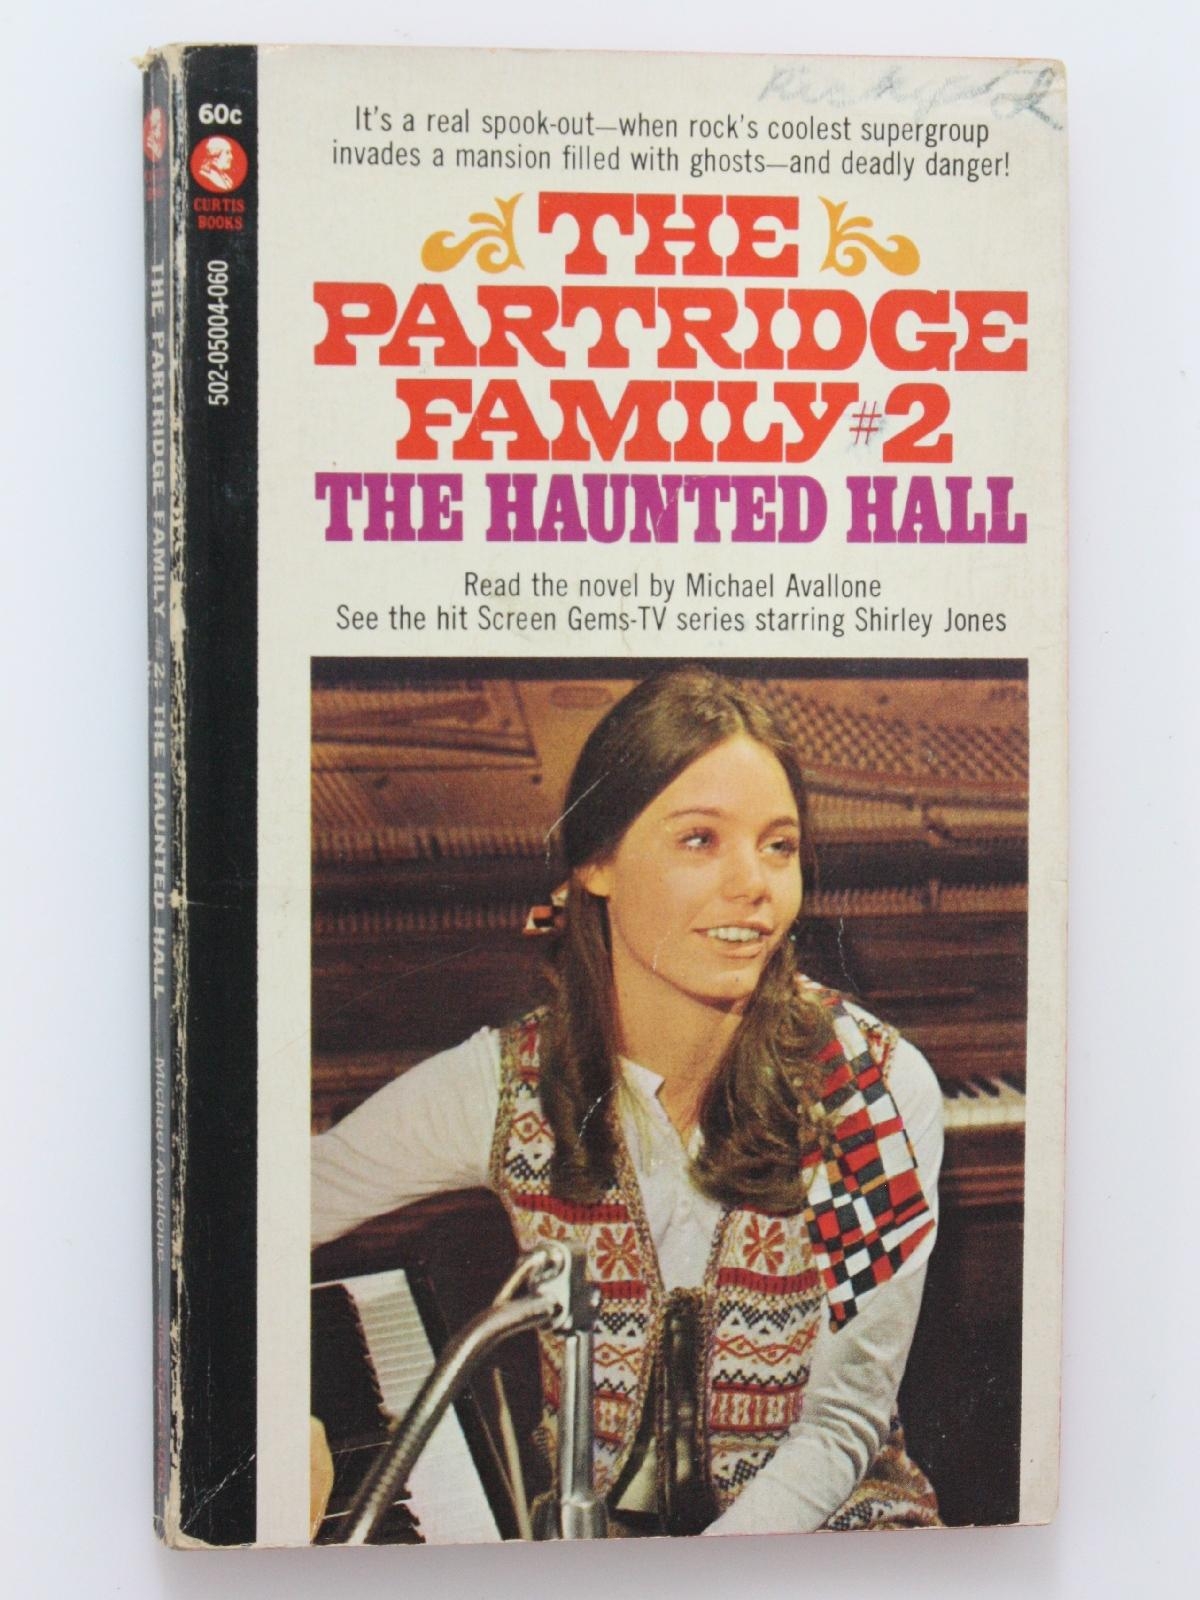 60c
CURTIS
BOOKS
502-05004-060
It's a real spook-out—when rock's coolest supergroup
invades a mansion filled with ghosts—and deadly danger!
THE
PARTRIDGE
FAMILY #2
THE HAUNTED HALL
Read the novel by Michael Avallone
See the hit Screen Gems-TV series starring Shirley Jones
THE PARTRIDGE FAMILY #2: THE HAUNTED HALL Michael Avallone